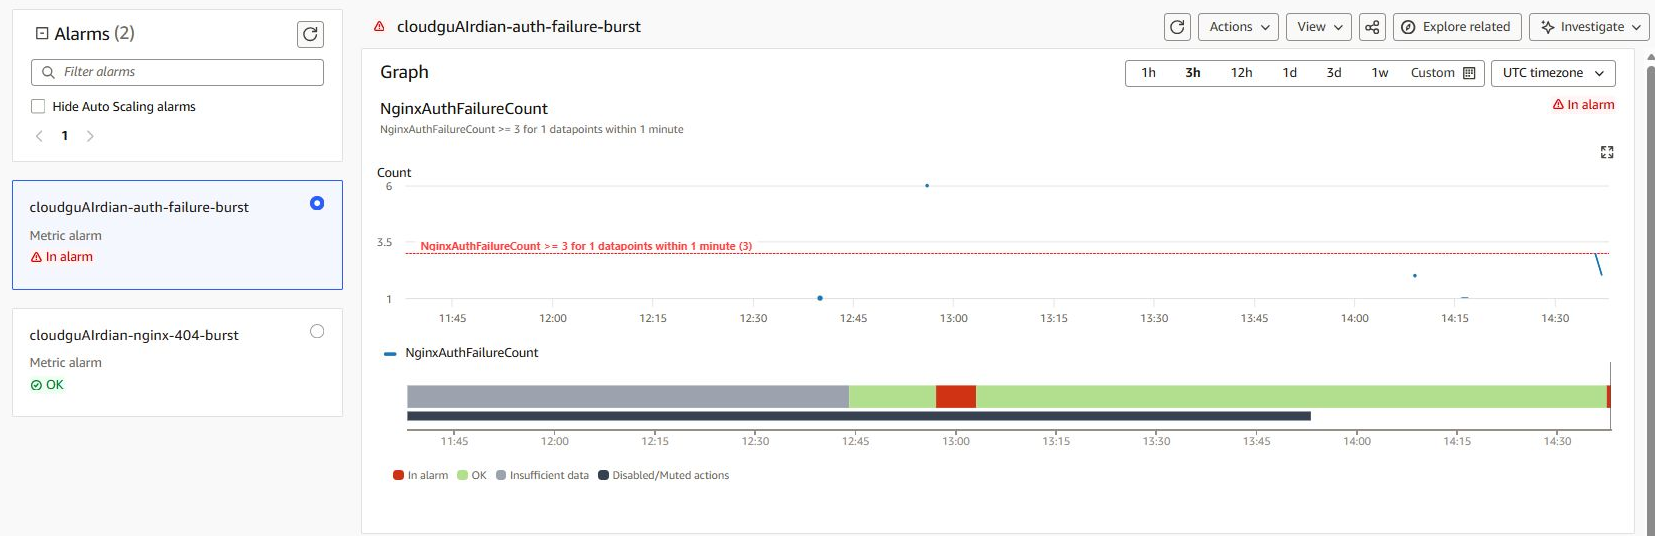 Alarms (2)
Filter alarms
Hide Auto Scaling alarms
1
cloudguAIrdian-auth-failure-burst
Metric alarm
In alarm
cloudguAIrdian-nginx-404-burst
Metric alarm
OK
cloudguAIrdian-auth-failure-burst
Actions View Explore related Investigate
Graph
1h 3h 12h 1d 3d 1w Custom UTC timezone
NginxAuthFailureCount
In alarm
NginxAuthFailureCount >= 3 for 1 datapoints within 1 minute
Count
6
3.5
NginxAuthFailureCount >= 3 for 1 datapoints within 1 minute (3)
1
11:45 12:00 12:15 12:30 12:45 13:00 13:15 13:30 13:45 14:00 14:15 14:30
NginxAuthFailureCount
11:45 12:00 12:15 12:30 12:45 13:00 13:15 13:30 13:45 14:00 14:15 14:30
In alarm OK Insufficient data Disabled/Muted actions